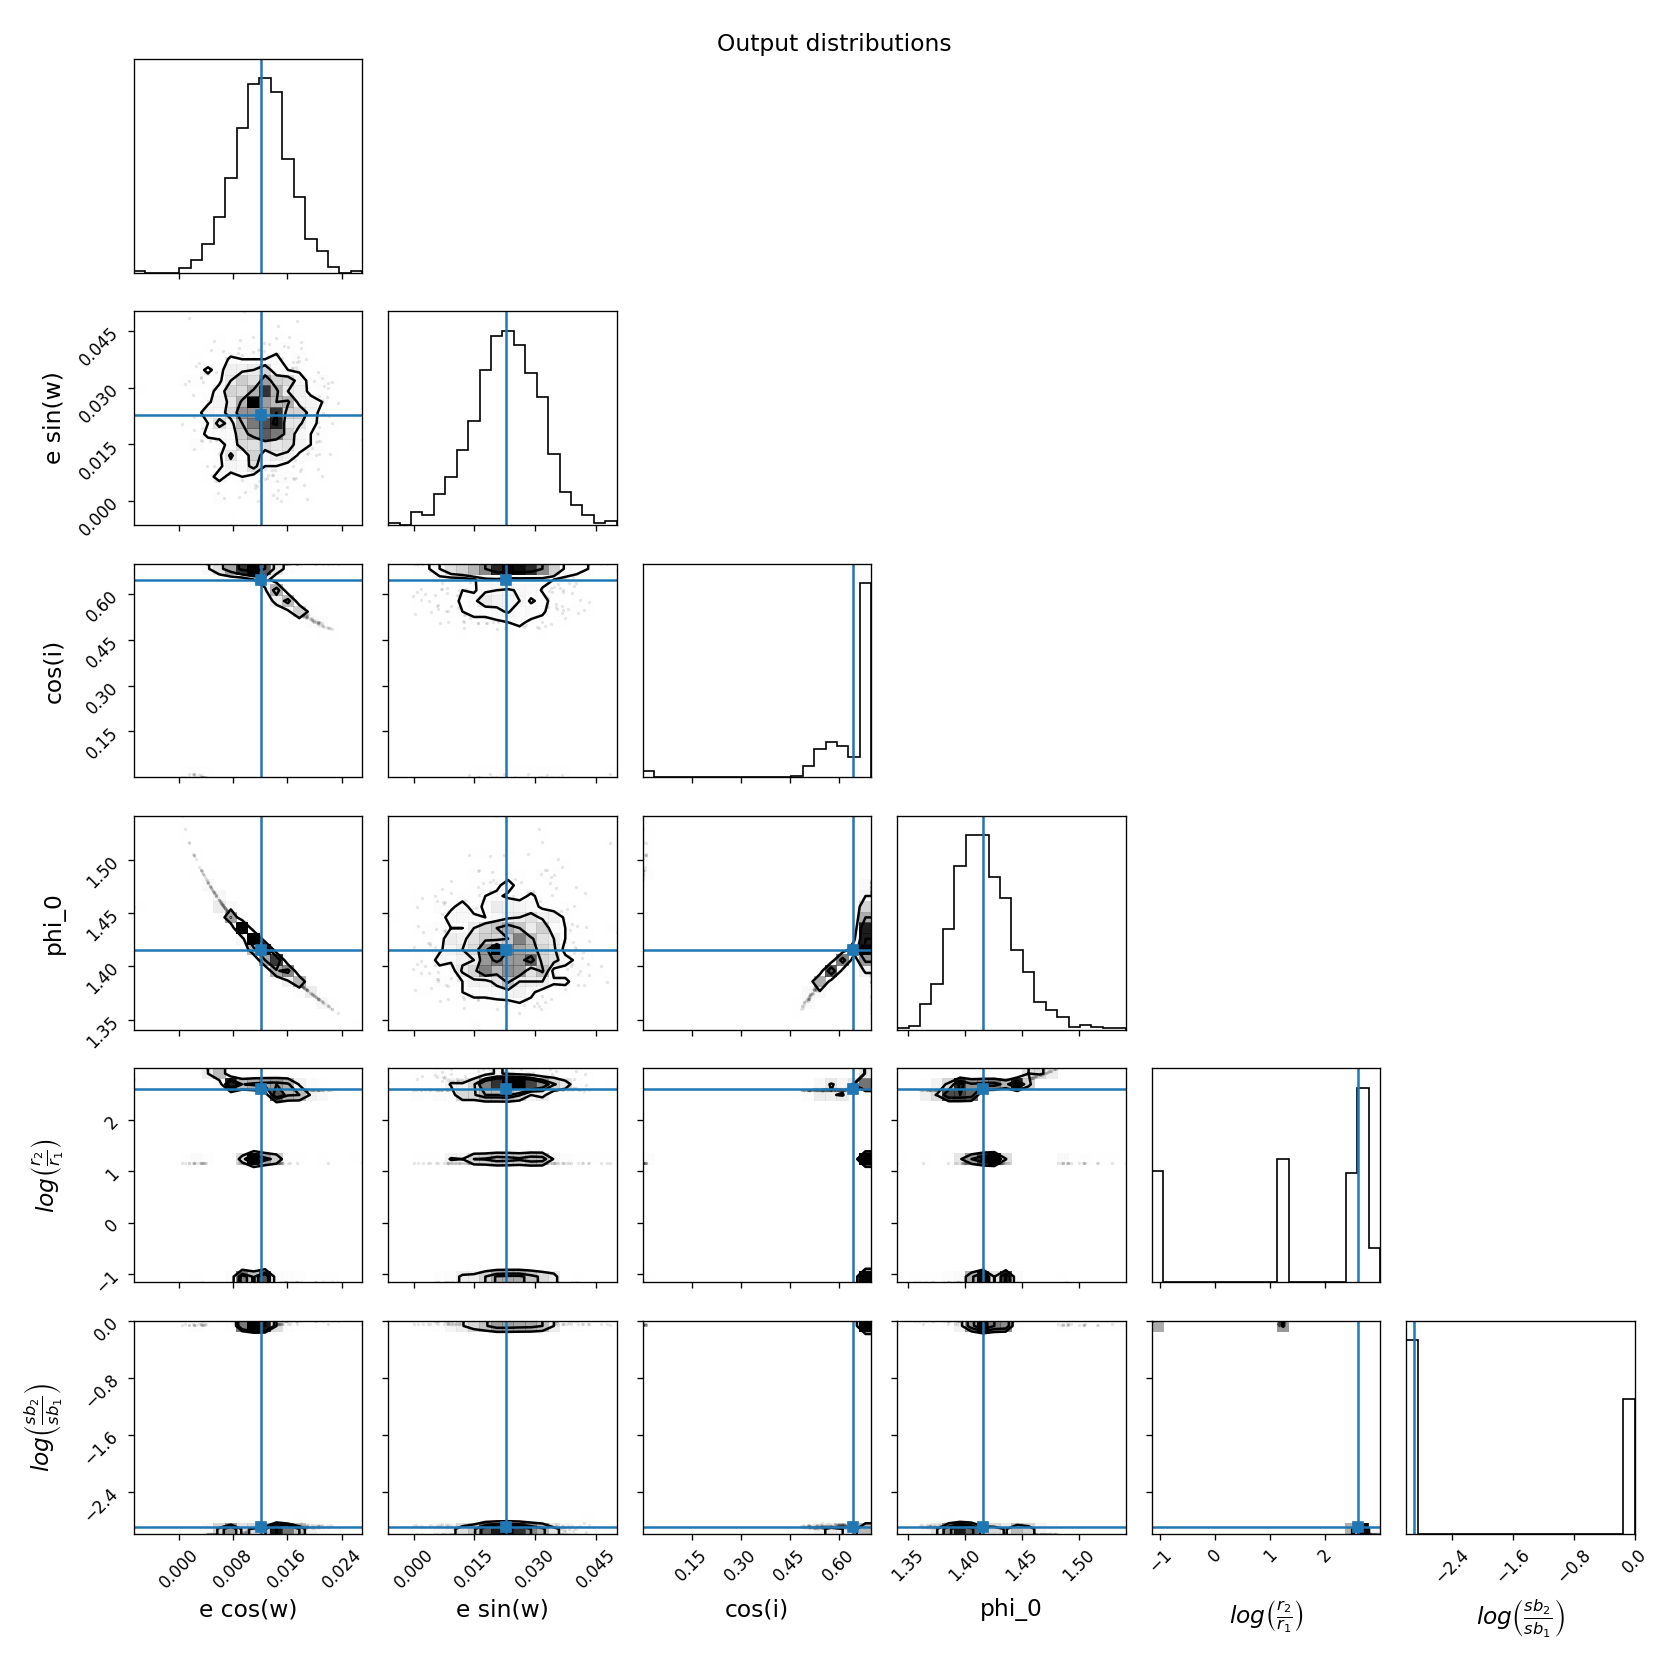 Output distributions
e sin(w)
0.045
0.030
0.015
0.000
cos(i)
0.60
0.45
0.30
0.15
phi_0
1.50
1.45
1.40
1.35
log(r₂/r₁)
2
1
0
−1
log(sb₂/sb₁)
0.0
−0.8
−1.6
−2.4
0.000 0.008 0.016 0.024
0.000 0.015 0.030 0.045
0.15 0.30 0.45 0.60
1.35 1.40 1.45 1.50
−1 0 1 2
−2.4 −1.6 −0.8 0.0
e cos(w)
e sin(w)
cos(i)
phi_0
log(r₂/r₁)
log(sb₂/sb₁)